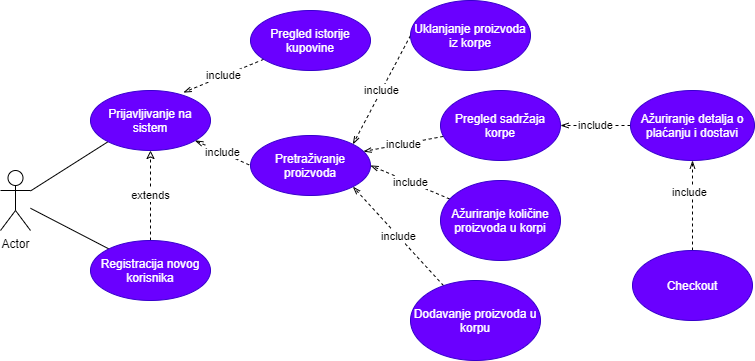 Pregled istorije
kupovine
Uklanjanje proizvoda
iz korpe
include
include
Prijavljivanje na
sistem
Pregled sadržaja
korpe
include
Ažuriranje detalja o
plaćanju i dostavi
include
include
Pretraživanje
proizvoda
include
extends
include
Ažuriranje količine
proizvoda u korpi
include
Actor
Registracija novog
korisnika
Dodavanje proizvoda u
korpu
Checkout